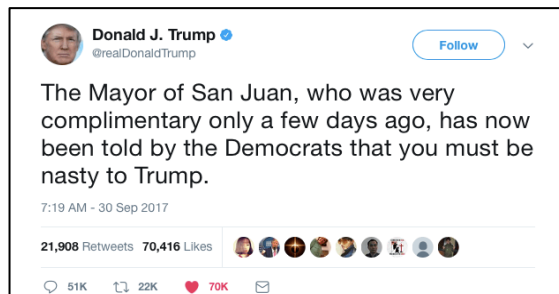 Donald J. Trump
@realDonaldTrump
Follow
The Mayor of San Juan, who was very
complimentary only a few days ago, has now
been told by the Democrats that you must be
nasty to Trump.
7:19 AM - 30 Sep 2017
21,908 Retweets 70,416 Likes
51K 22K 70K